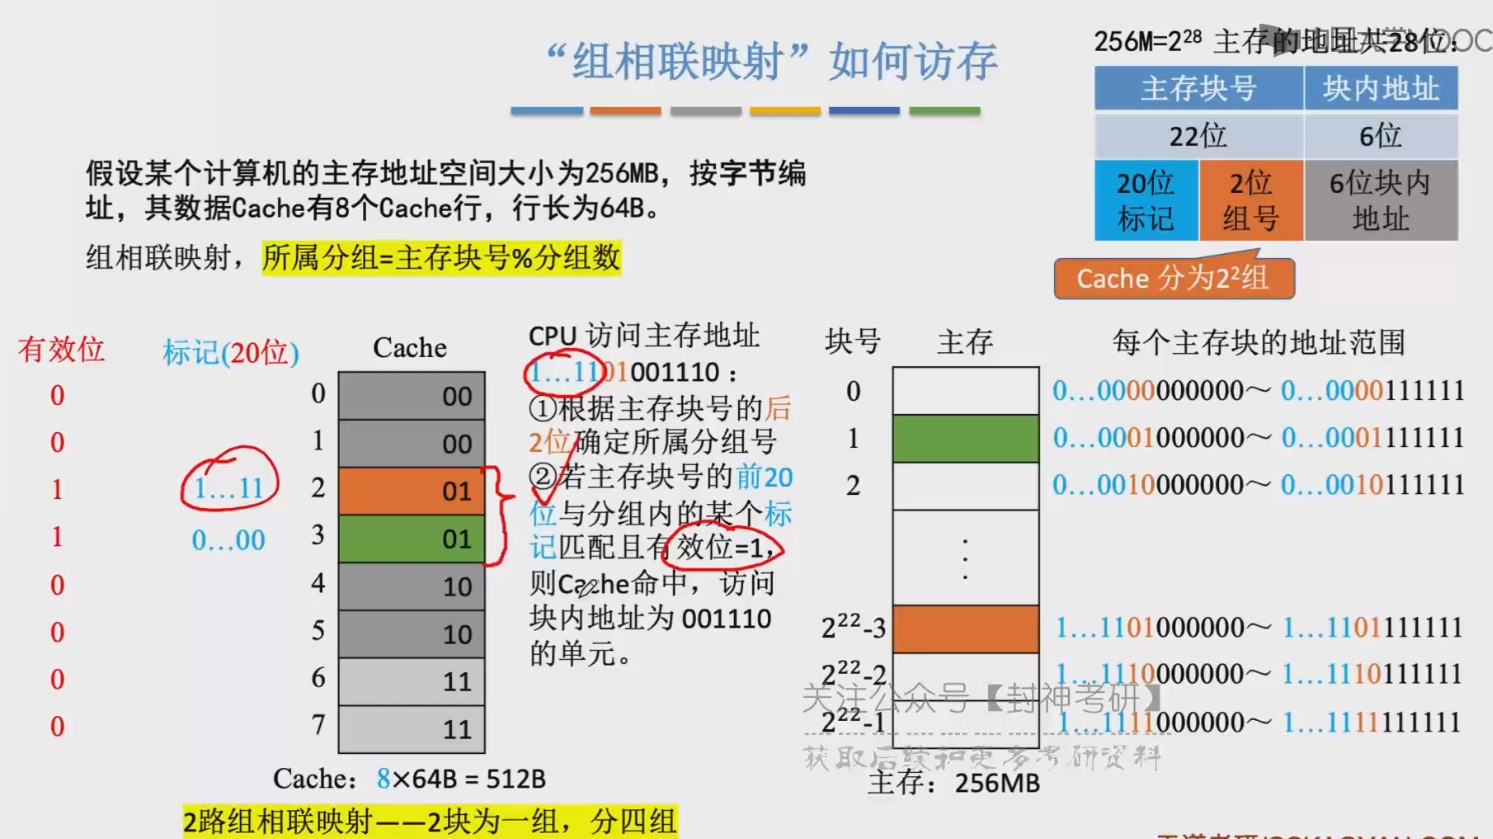 “组相联映射”如何访存
256M=2²⁸ 主存的地址共28位：
主存块号 块内地址
22位 6位
20位标记 2位组号 6位块内地址
Cache 分为2²组
假设某个计算机的主存地址空间大小为256MB，按字节编
址，其数据Cache有8个Cache行，行长为64B。
组相联映射，所属分组=主存块号%分组数
有效位 标记(20位) Cache
0 0 00
0 1 00
1 1…11 2 01
1 0…00 3 01
0 4 10
0 5 10
0 6 11
0 7 11
Cache：8×64B = 512B
2路组相联映射——2块为一组，分四组
CPU 访问主存地址
1…1101001110：
①根据主存块号的后
2位确定所属分组号
②若主存块号的前20
位与分组内的某个标
记匹配且有效位=1，
则Cache命中，访问
块内地址为 001110
的单元。
块号 主存 每个主存块的地址范围
0 0…0000000000～ 0…0000111111
1 0…0001000000～ 0…0001111111
2 0…0010000000～ 0…0010111111
2²²-3 1…1101000000～ 1…1101111111
2²²-2 1…1110000000～ 1…1110111111
2²²-1 1…1111000000～ 1…1111111111
主存：256MB
关注公众号【封神考研】
获取后续和更多考研资料